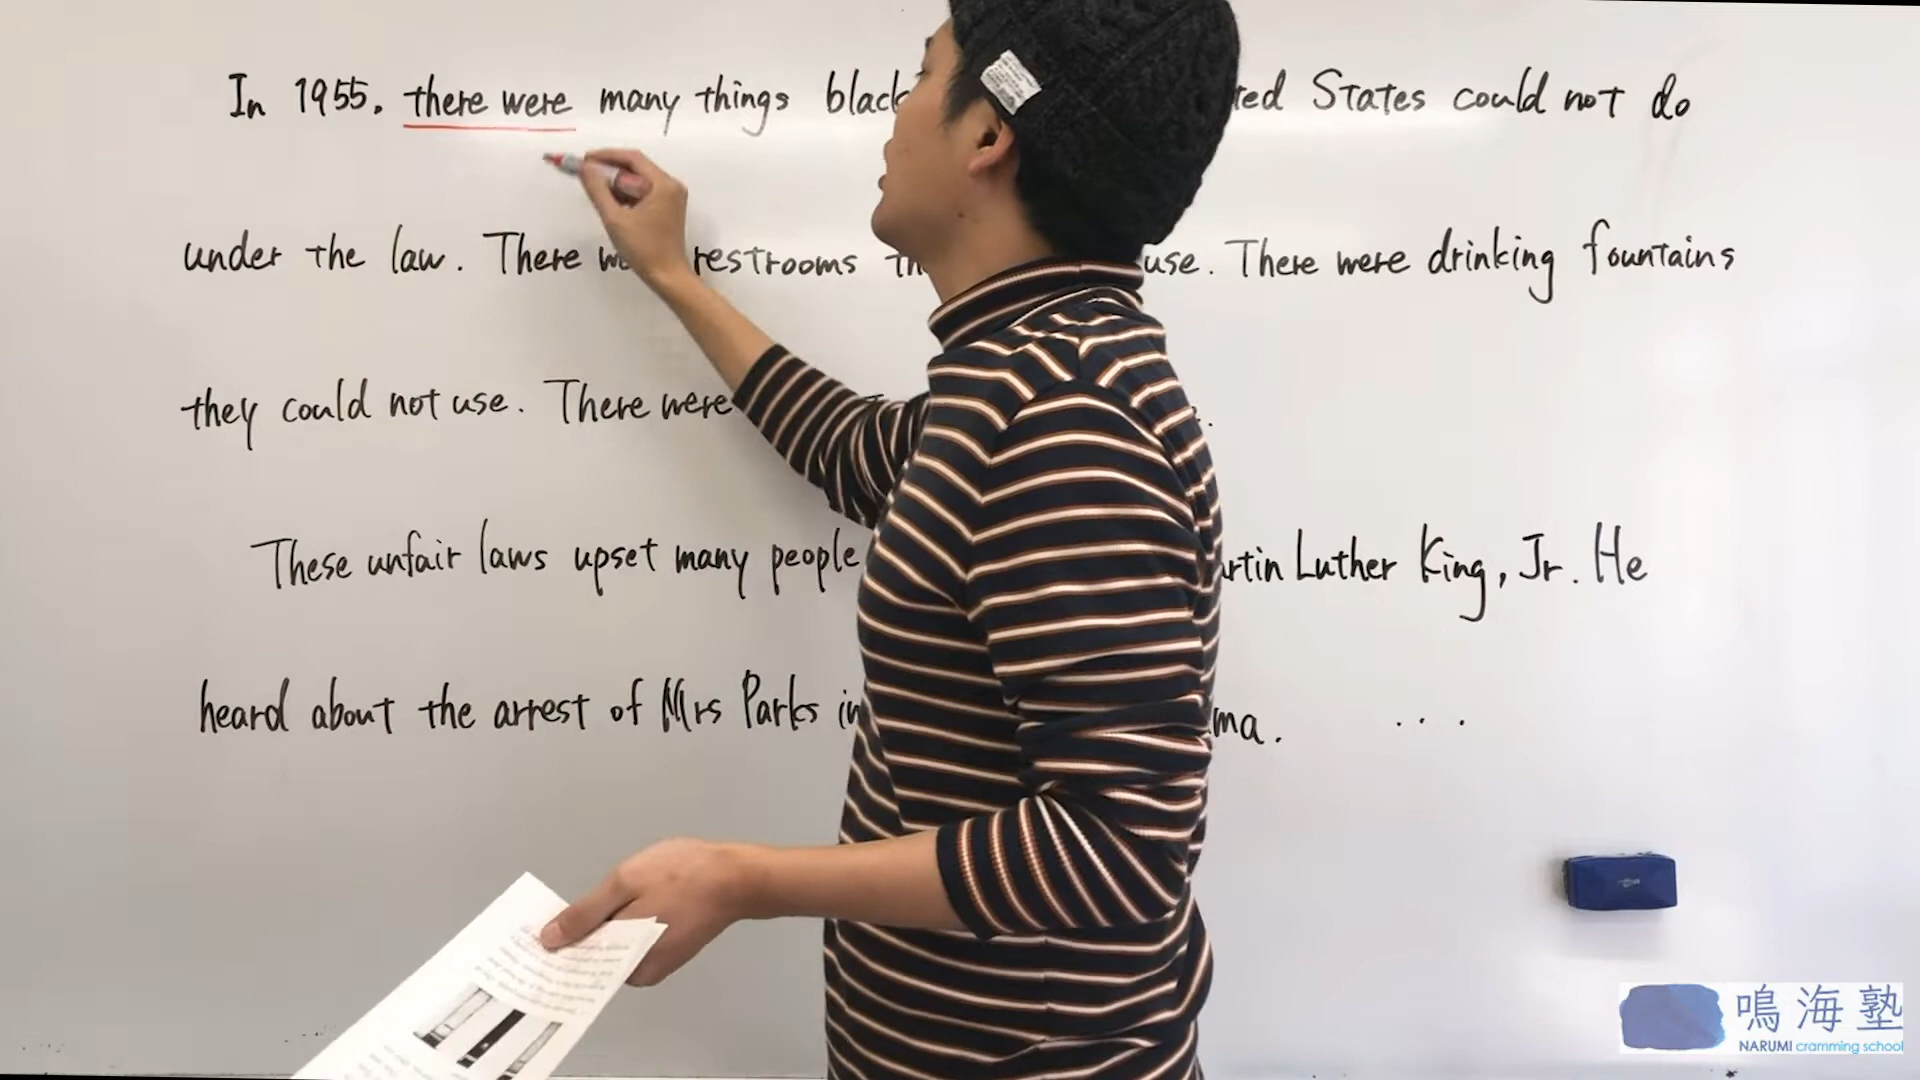 In 1955, there were many things black ted States could not do
under the law. There we restrooms th use. There were drinking fountains
they could not use. There were
These unfair laws upset many people artin Luther King, Jr. He
heard about the arrest of Mrs Parks in ma. ....
鳴海塾
NARUMI cramming school